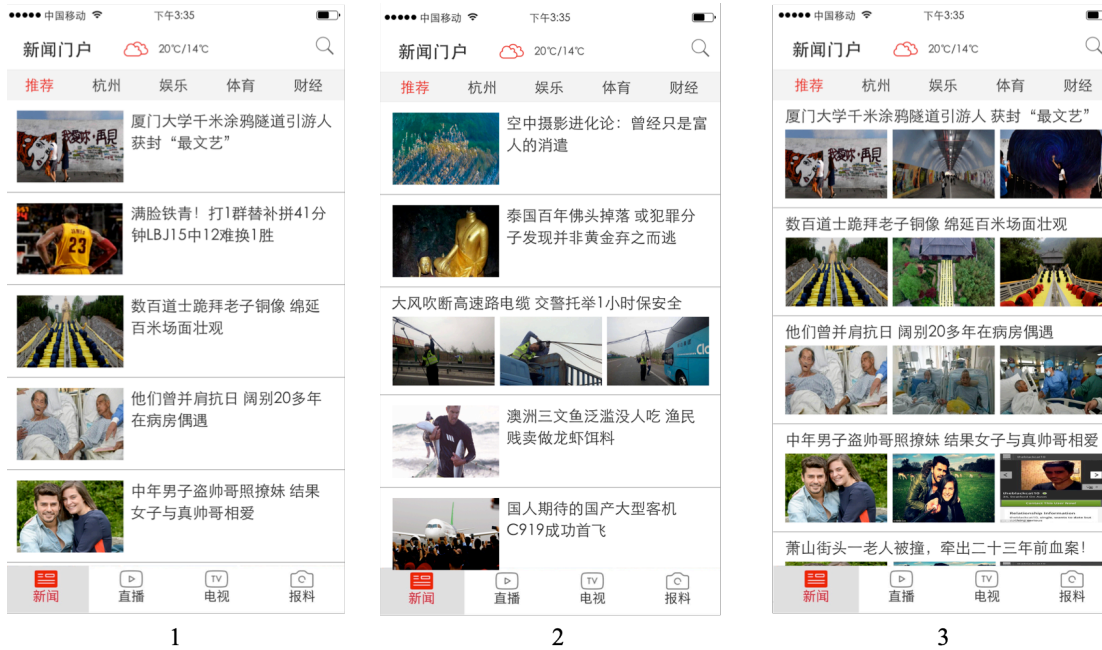 中国移动 下午3:35
新闻门户 20℃/14℃
推荐 杭州 娱乐 体育 财经
我爱你·再见
厦门大学千米涂鸦隧道引游人
获封“最文艺”
满脸铁青！打1群替补拼41分
钟LBJ15中12难换1胜
23
数百道士跪拜老子铜像 绵延
百米场面壮观
他们曾并肩抗日 阔别20多年
在病房偶遇
中年男子盗帅哥照撩妹 结果
女子与真帅哥相爱
TV
新闻 直播 电视 报料
1
中国移动 下午3:35
新闻门户 20℃/14℃
推荐 杭州 娱乐 体育 财经
空中摄影进化论：曾经只是富
人的消遣
泰国百年佛头掉落 或犯罪分
子发现并非黄金弃之而逃
大风吹断高速路电缆 交警托举1小时保安全
澳洲三文鱼泛滥没人吃 渔民
贱卖做龙虾饵料
国人期待的国产大型客机
C919成功首飞
TV
新闻 直播 电视 报料
2
中国移动 下午3:35
新闻门户 20℃/14℃
推荐 杭州 娱乐 体育 财经
厦门大学千米涂鸦隧道引游人 获封“最文艺”
数百道士跪拜老子铜像 绵延百米场面壮观
他们曾并肩抗日 阔别20多年在病房偶遇
中年男子盗帅哥照撩妹 结果女子与真帅哥相爱
Relationship Information
萧山街头一老人被撞，牵出二十三年前血案！
TV
新闻 直播 电视 报料
3